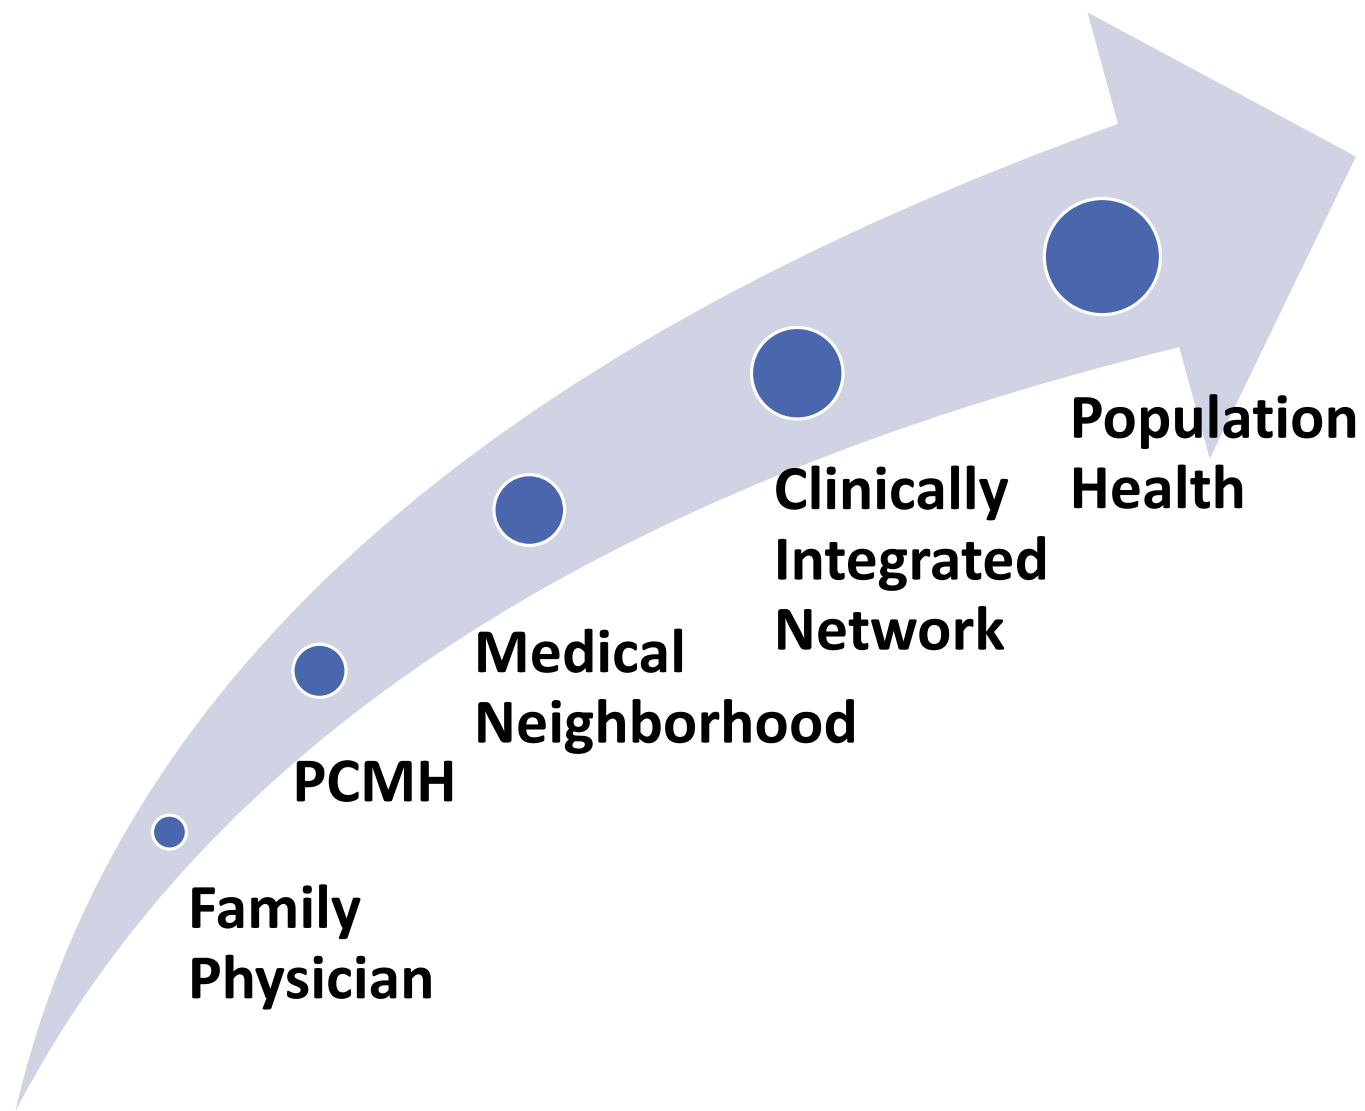 Family
Physician
PCMH
Medical
Neighborhood
Clinically
Integrated
Network
Population
Health